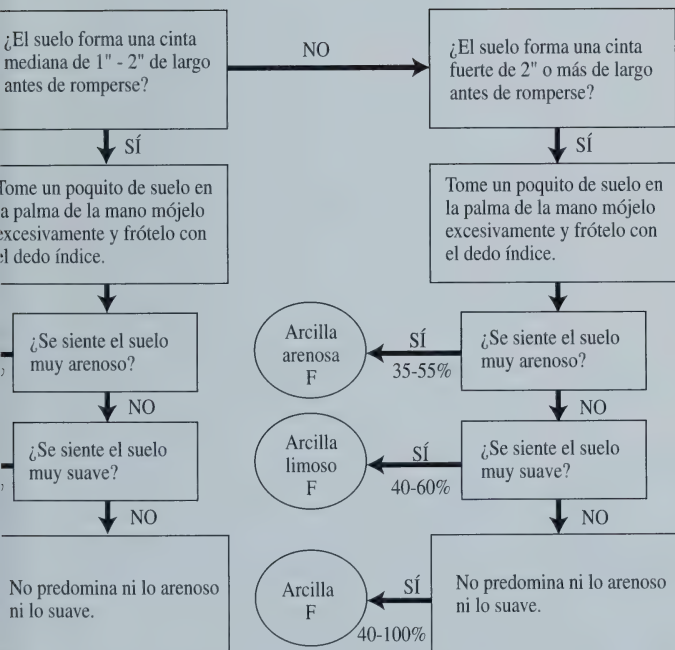 ¿El suelo forma una cinta
mediana de 1" - 2" de largo
antes de romperse?
NO
¿El suelo forma una cinta
fuerte de 2" o más de largo
antes de romperse?
SÍ
Tome un poquito de suelo en
la palma de la mano mójelo
excesivamente y frótelo con
el dedo índice.
¿Se siente el suelo
muy arenoso?
NO
¿Se siente el suelo
muy suave?
NO
No predomina ni lo arenoso
ni lo suave.
SÍ
Tome un poquito de suelo en
la palma de la mano mójelo
excesivamente y frótelo con
el dedo índice.
¿Se siente el suelo
muy arenoso?
SÍ
35-55%
Arcilla
arenosa
F
NO
¿Se siente el suelo
muy suave?
SÍ
40-60%
Arcilla
limoso
F
NO
No predomina ni lo arenoso
ni lo suave.
SÍ
40-100%
Arcilla
F